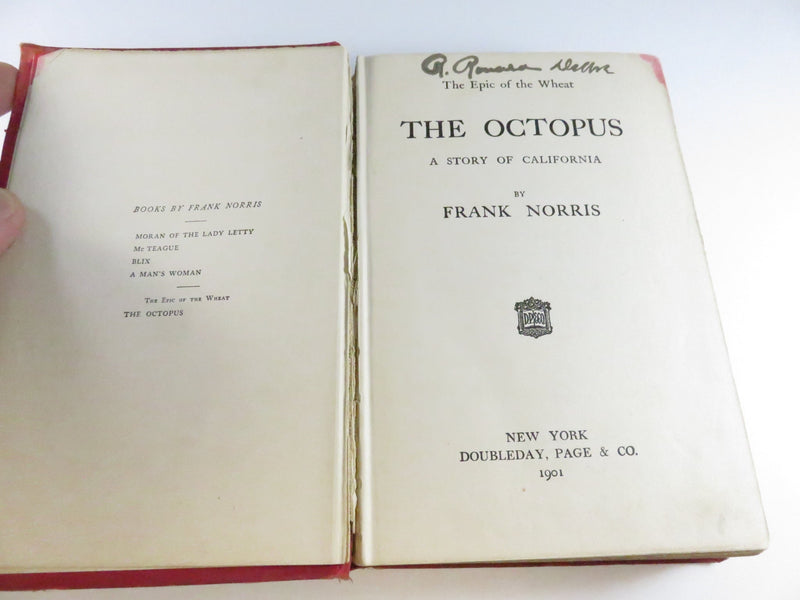 BOOKS BY FRANK NORRIS
MORAN OF THE LADY LETTY
McTEAGUE
BLIX
A MAN'S WOMAN
The Epic of the Wheat
THE OCTOPUS
The Epic of the Wheat
THE OCTOPUS
A STORY OF CALIFORNIA
BY
FRANK NORRIS
NEW YORK
DOUBLEDAY, PAGE & CO.
1901